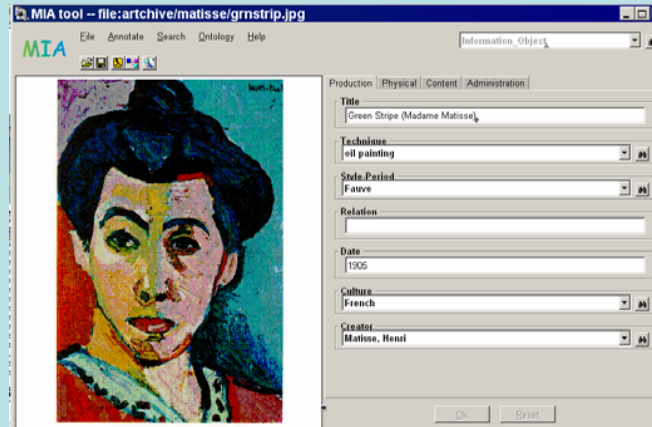 MIA tool -- file:artchive/matisse/grnstrip.jpg
MIA
File Annotate Search Ontology Help
Information_Object
Production Physical Content Administration
Title
Green Stripe (Madame Matisse)
Technique
oil painting
Style-Period
Fauve
Relation
Date
1905
Culture
French
Creator
Matisse, Henri
Ok Reset